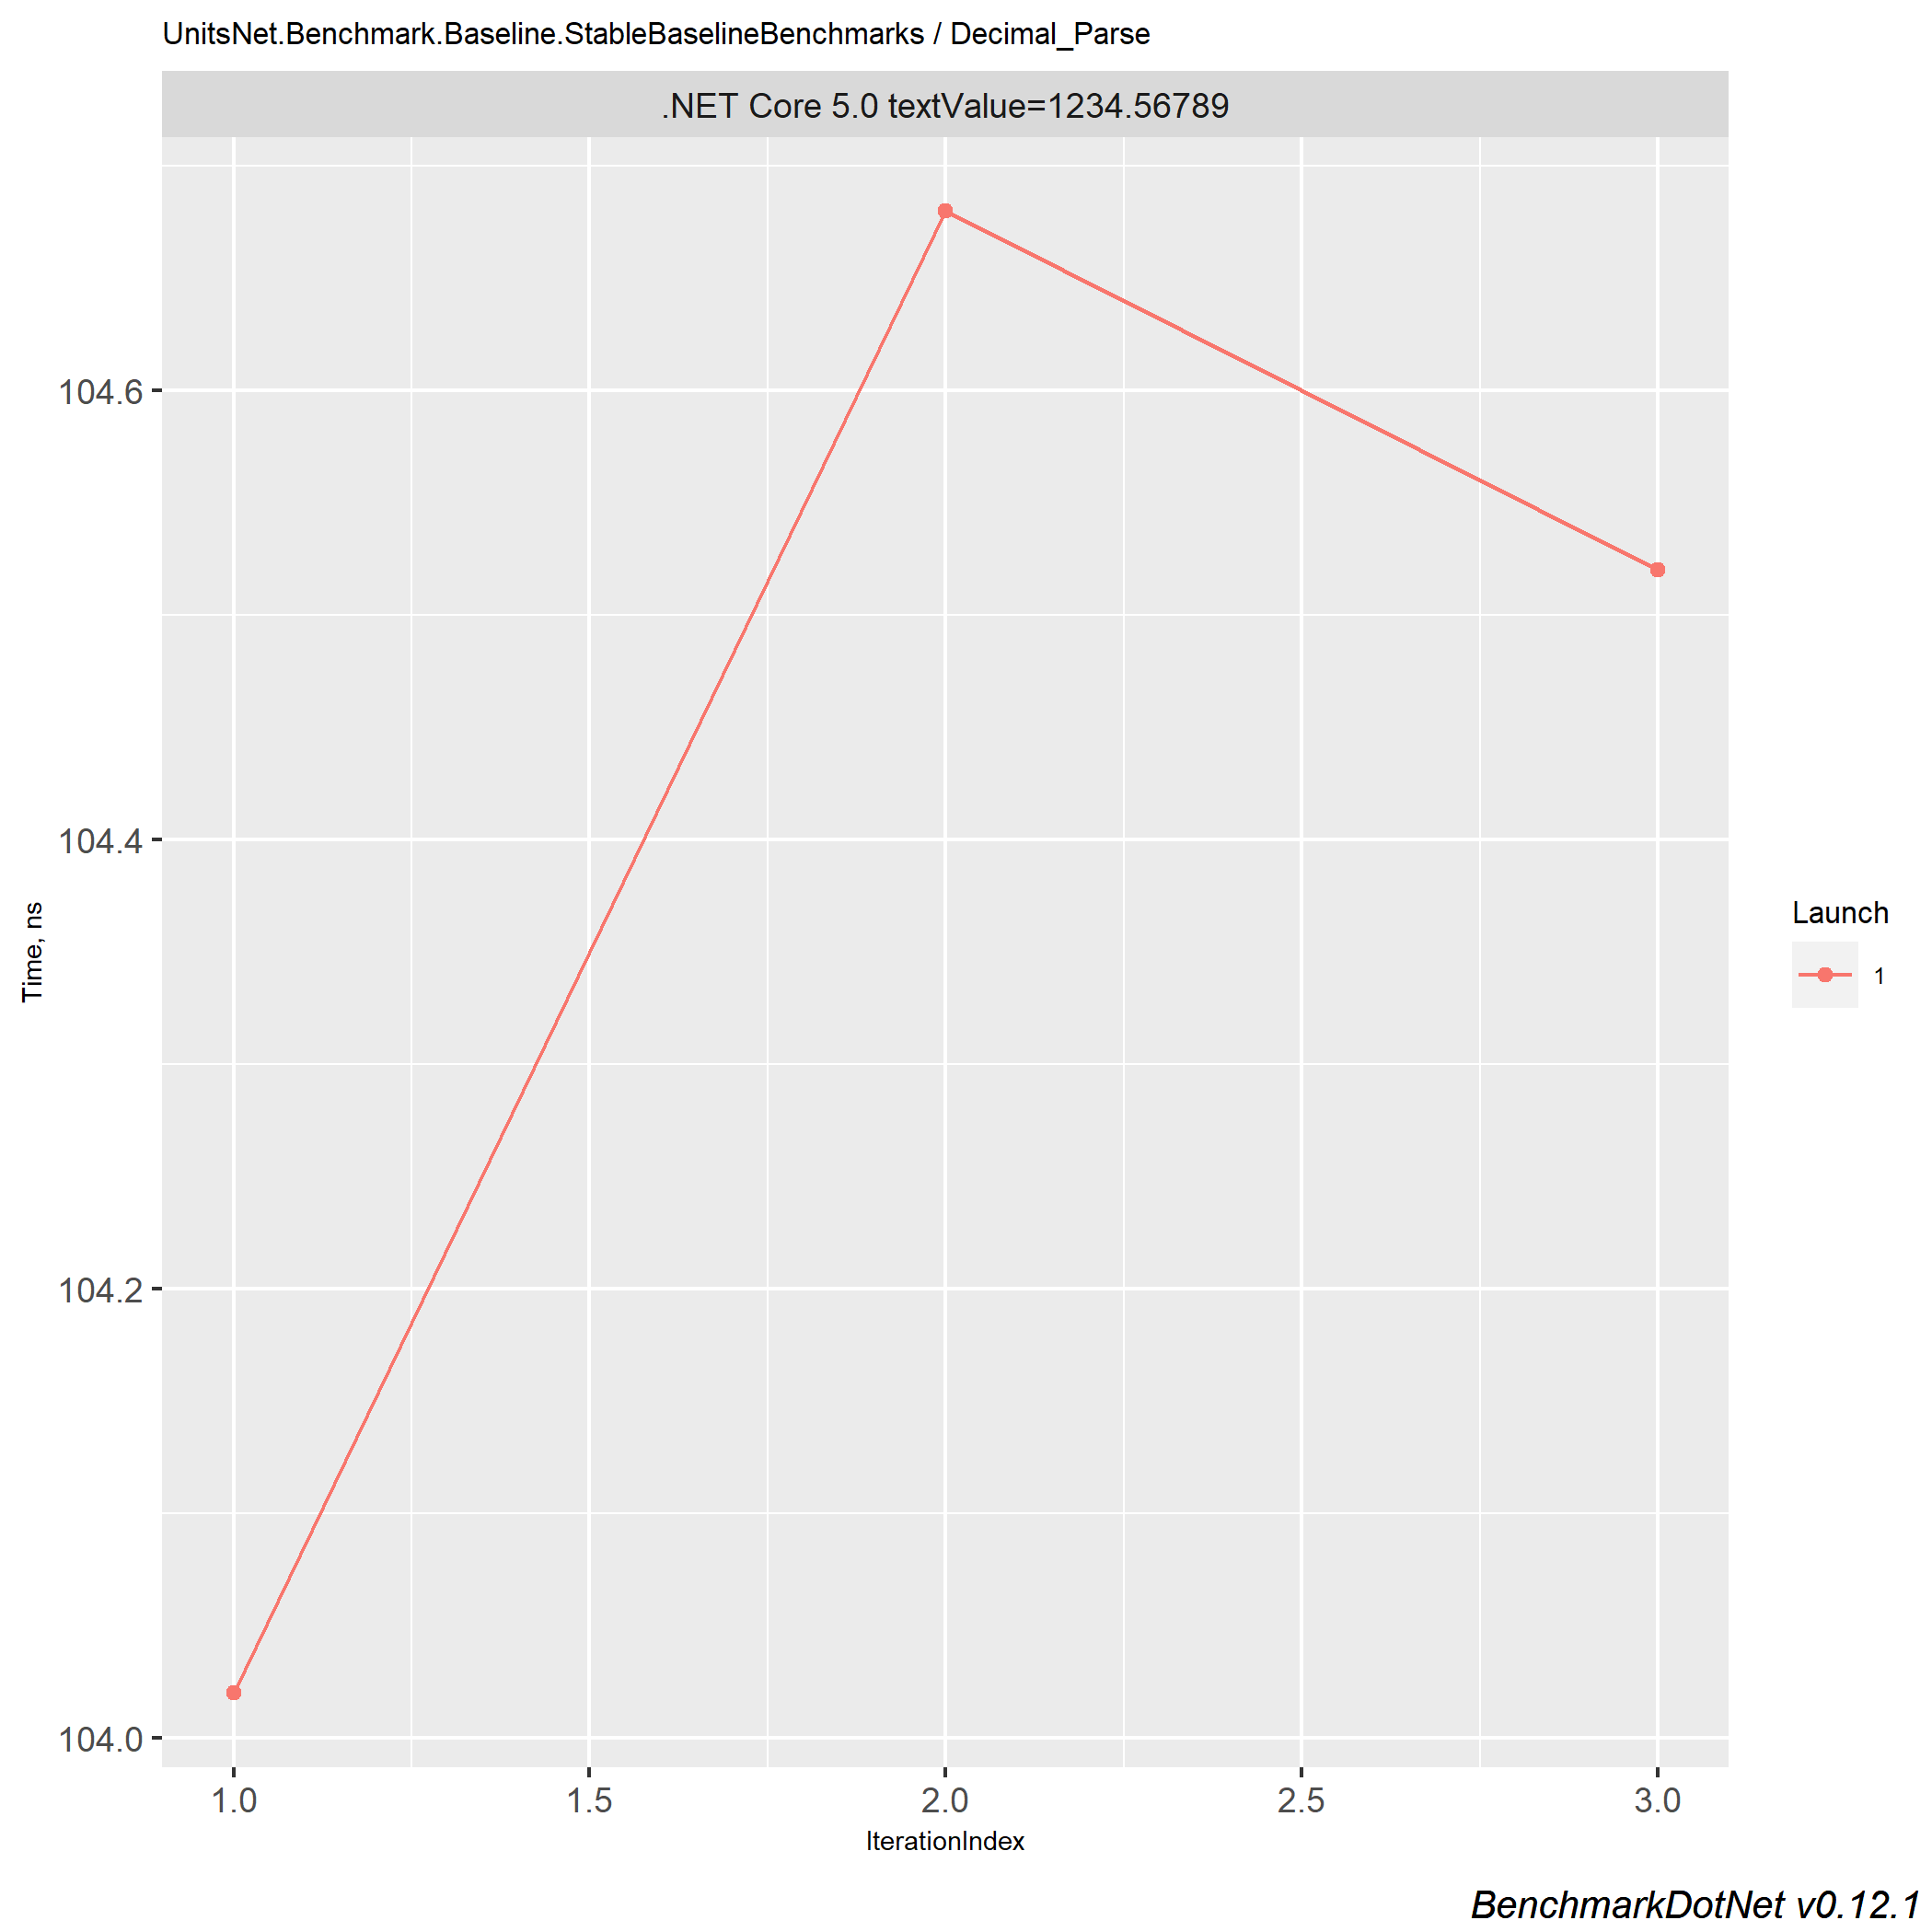 UnitsNet.Benchmark.Baseline.StableBaselineBenchmarks / Decimal_Parse
.NET Core 5.0 textValue=1234.56789
104.6
104.4
104.2
104.0
Time, ns
1.0 1.5 2.0 2.5 3.0
IterationIndex
Launch
1
BenchmarkDotNet v0.12.1